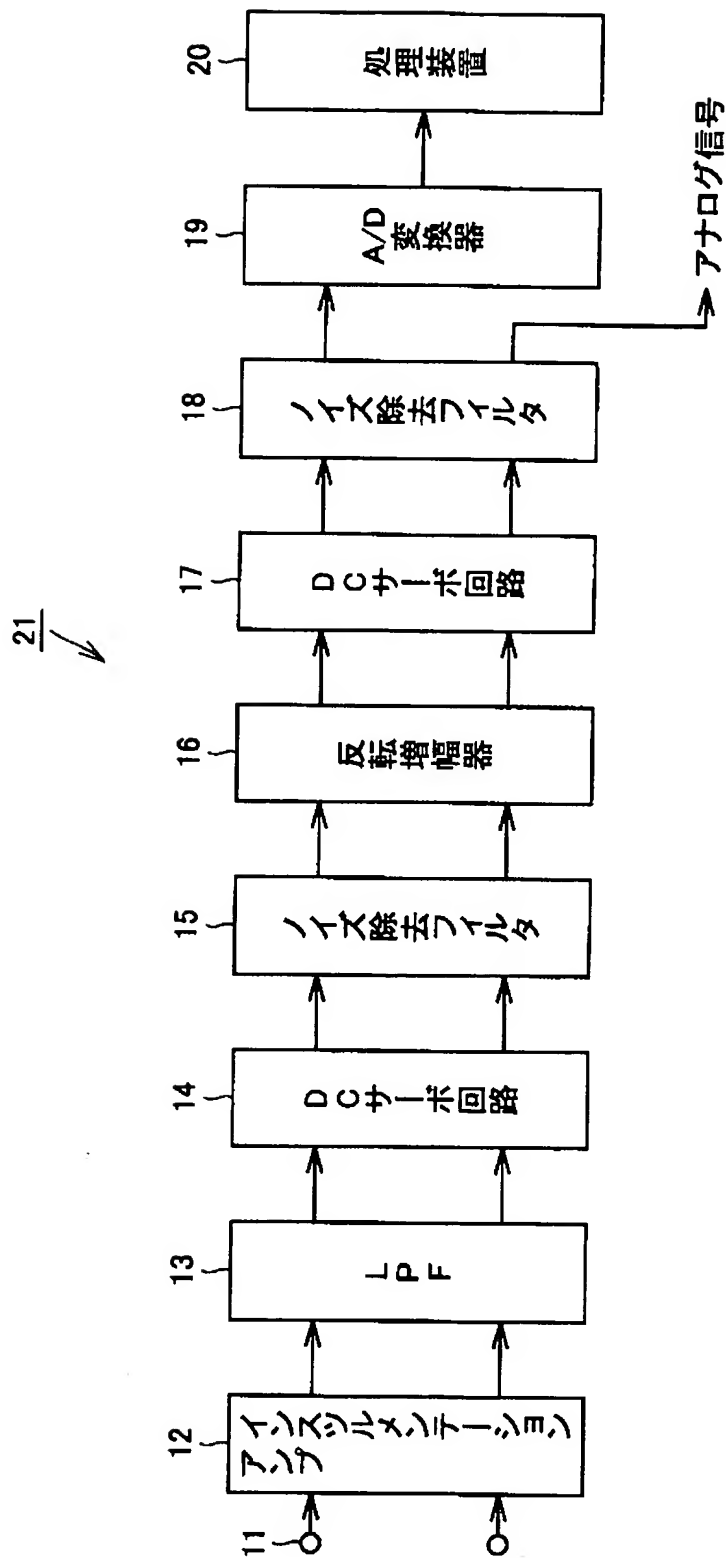 21
11
12
インスツルメンテーション
アンプ
13
LPF
14
DCサーボ回路
15
ノイズ除去フィルタ
16
反転増幅器
17
DCサーボ回路
18
ノイズ除去フィルタ
アナログ信号
19
A/D
変換器
20
処理装置